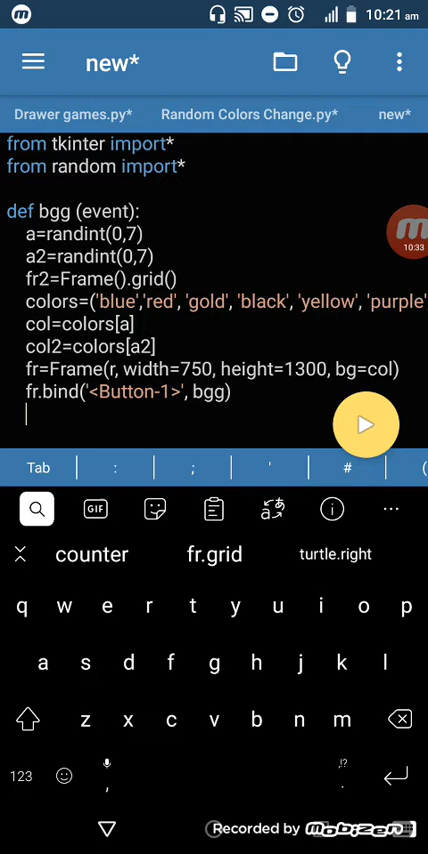 10:21 am
new*
Drawer games.py* Random Colors Change.py* new*
from tkinter import*
from random import*
def bgg (event):
a=randint(0,7)
a2=randint(0,7)
10:33
fr2=Frame().grid()
colors=('blue','red', 'gold', 'black', 'yellow', 'purple'
col=colors[a]
col2=colors[a2]
fr=Frame(r, width=750, height=1300, bg=col)
fr.bind('<Button-1>', bgg)
Tab : ; ' # (
GIF
counter fr.grid turtle.right
q w e r t y u i o p
a s d f g h j k l
z x c v b n m
123 , ,!? .
Recorded by mobizen